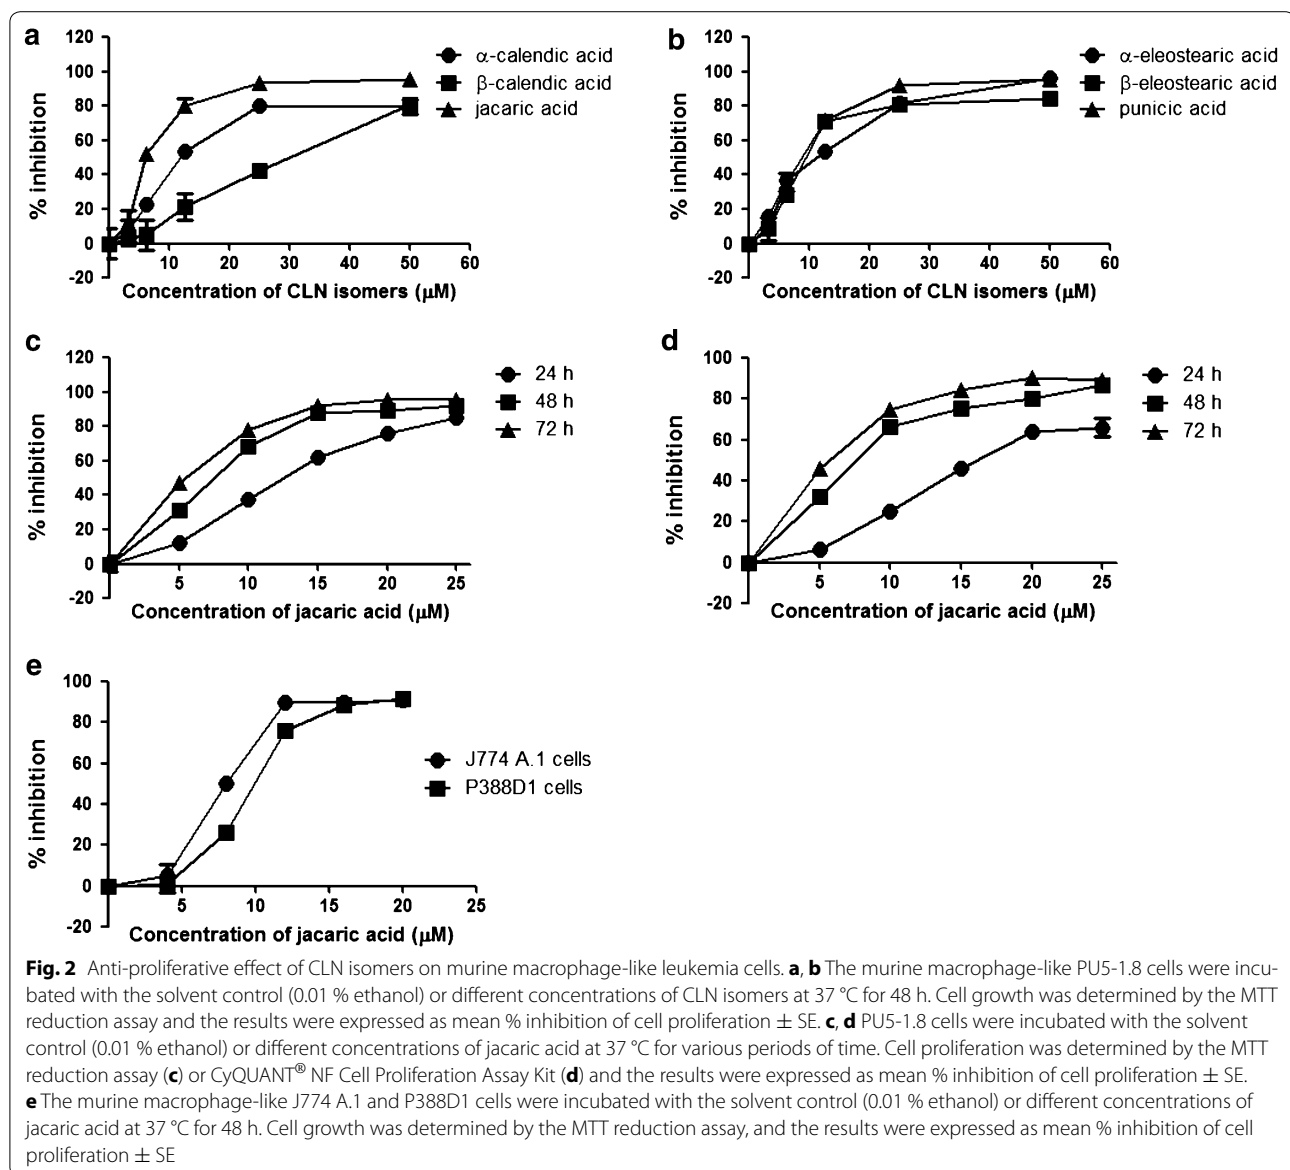 a
120
100
80
60
40
20
0
-20
% inhibition
10 20 30 40 50 60
Concentration of CLN isomers (μM)
α-calendic acid
β-calendic acid
jacaric acid
b
120
100
80
60
40
20
0
-20
% inhibition
10 20 30 40 50 60
Concentration of CLN isomers (μM)
α-eleostearic acid
β-eleostearic acid
punicic acid
c
120
100
80
60
40
20
0
-20
% inhibition
5 10 15 20 25
Concentration of jacaric acid (μM)
24 h
48 h
72 h
d
100
80
60
40
20
0
-20
% inhibition
5 10 15 20 25
Concentration of jacaric acid (μM)
24 h
48 h
72 h
e
100
80
60
40
20
0
-20
% inhibition
5 10 15 20 25
Concentration of jacaric acid (μM)
J774 A.1 cells
P388D1 cells
Fig. 2 Anti-proliferative effect of CLN isomers on murine macrophage-like leukemia cells. a, b The murine macrophage-like PU5-1.8 cells were incu-
bated with the solvent control (0.01 % ethanol) or different concentrations of CLN isomers at 37 °C for 48 h. Cell growth was determined by the MTT
reduction assay and the results were expressed as mean % inhibition of cell proliferation ± SE. c, d PU5-1.8 cells were incubated with the solvent
control (0.01 % ethanol) or different concentrations of jacaric acid at 37 °C for various periods of time. Cell proliferation was determined by the MTT
reduction assay (c) or CyQUANT® NF Cell Proliferation Assay Kit (d) and the results were expressed as mean % inhibition of cell proliferation ± SE.
e The murine macrophage-like J774 A.1 and P388D1 cells were incubated with the solvent control (0.01 % ethanol) or different concentrations of
jacaric acid at 37 °C for 48 h. Cell growth was determined by the MTT reduction assay, and the results were expressed as mean % inhibition of cell
proliferation ± SE